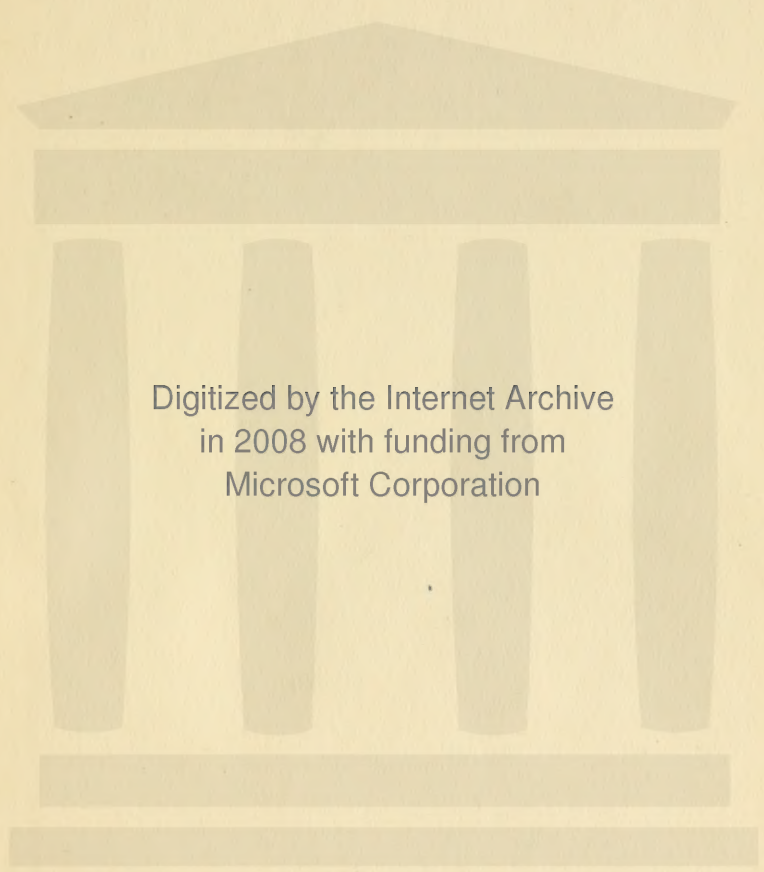 Digitized by the Internet Archive
in 2008 with funding from
Microsoft Corporation